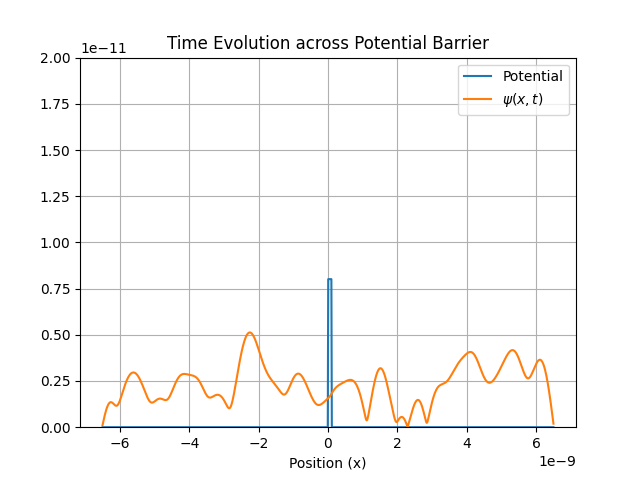 Time Evolution across Potential Barrier
1e−11
2.00
1.75
1.50
1.25
1.00
0.75
0.50
0.25
0.00
Potential
ψ(x, t)
−6
−4
−2
0
2
4
6
1e−9
Position (x)